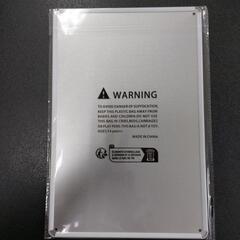 WARNING
TO AVOID DANGER OF SUFFOCATION,
KEEP THIS PLASTIC BAG AWAY FROM
BABIES AND CHILDREN.DO NOT USE
THIS BAG IN CRIBS,BEDS,CARRIAGES
OR PLAY PENS.THIS BAG IS NOT A TOY.
MADE IN CHINA